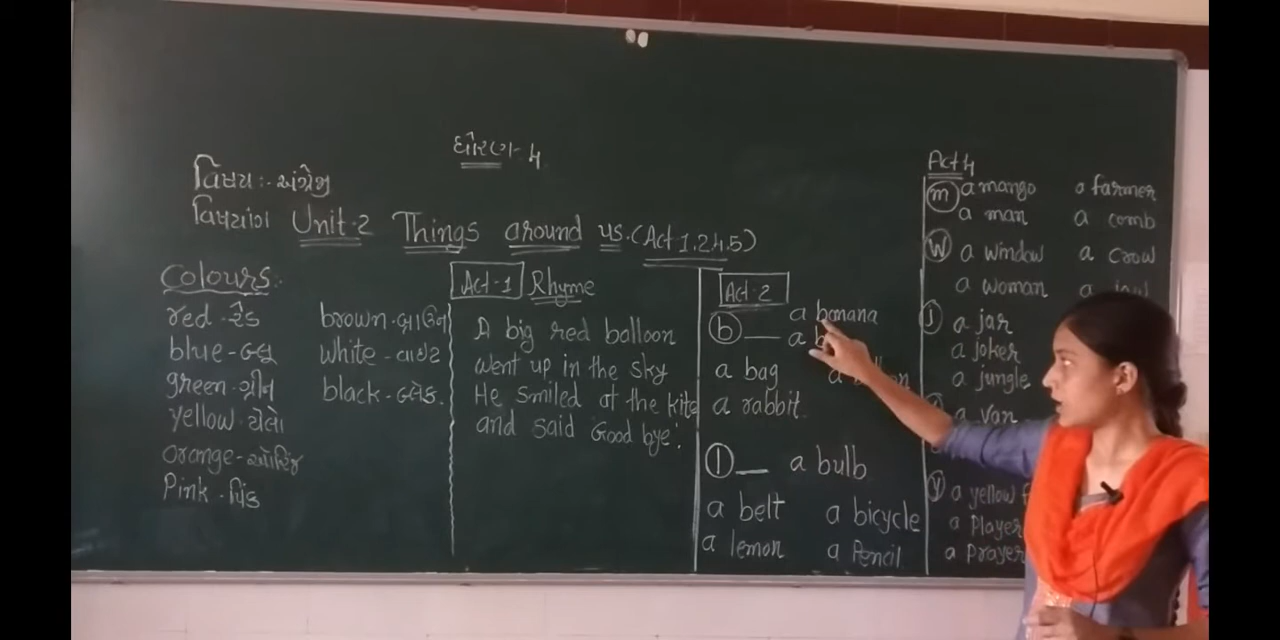 ધોરણ-૫
વિષય:- અંગ્રેજી
વિષયાંગ Unit-2 Things around us.(Act 1.2.4.5)
Colours:
red - રેડ
blue - બ્લુ
green - ગ્રીન
yellow - યેલો
orange - ઓરેન્જ
Pink - પિંક
brown - બ્રાઉન
white - વાઇટ
black - બ્લેક.
Act-1 Rhyme
A big red balloon
went up in the sky
He smiled at the kite
and said Good bye!
Act-2
a banana
b — a
a bag
a rabbit
l — a bulb
a belt a bicycle
a lemon a Pencil
Act 4
m a mango a farmer
a man a comb
w a window a crow
a woman a
J a jar
a joker
a jungle
a van
y a yellow
a Player
a Prayer